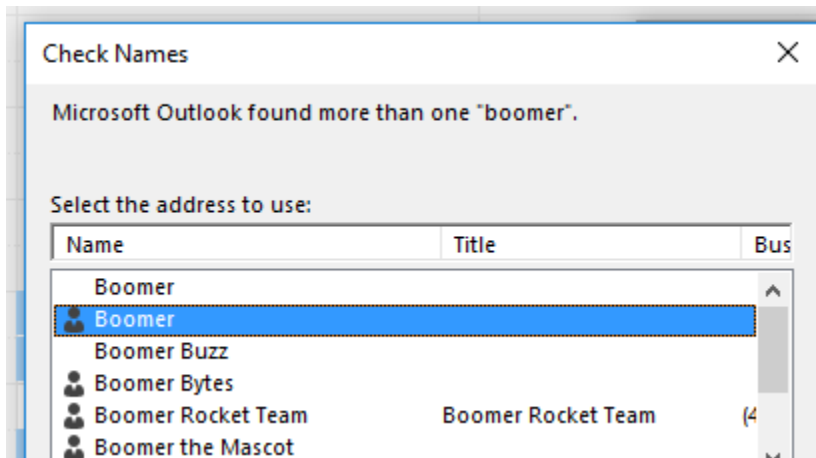 Check Names
Microsoft Outlook found more than one "boomer".
Select the address to use:
Name Title Bus
Boomer
Boomer
Boomer Buzz
Boomer Bytes
Boomer Rocket Team Boomer Rocket Team (4
Boomer the Mascot